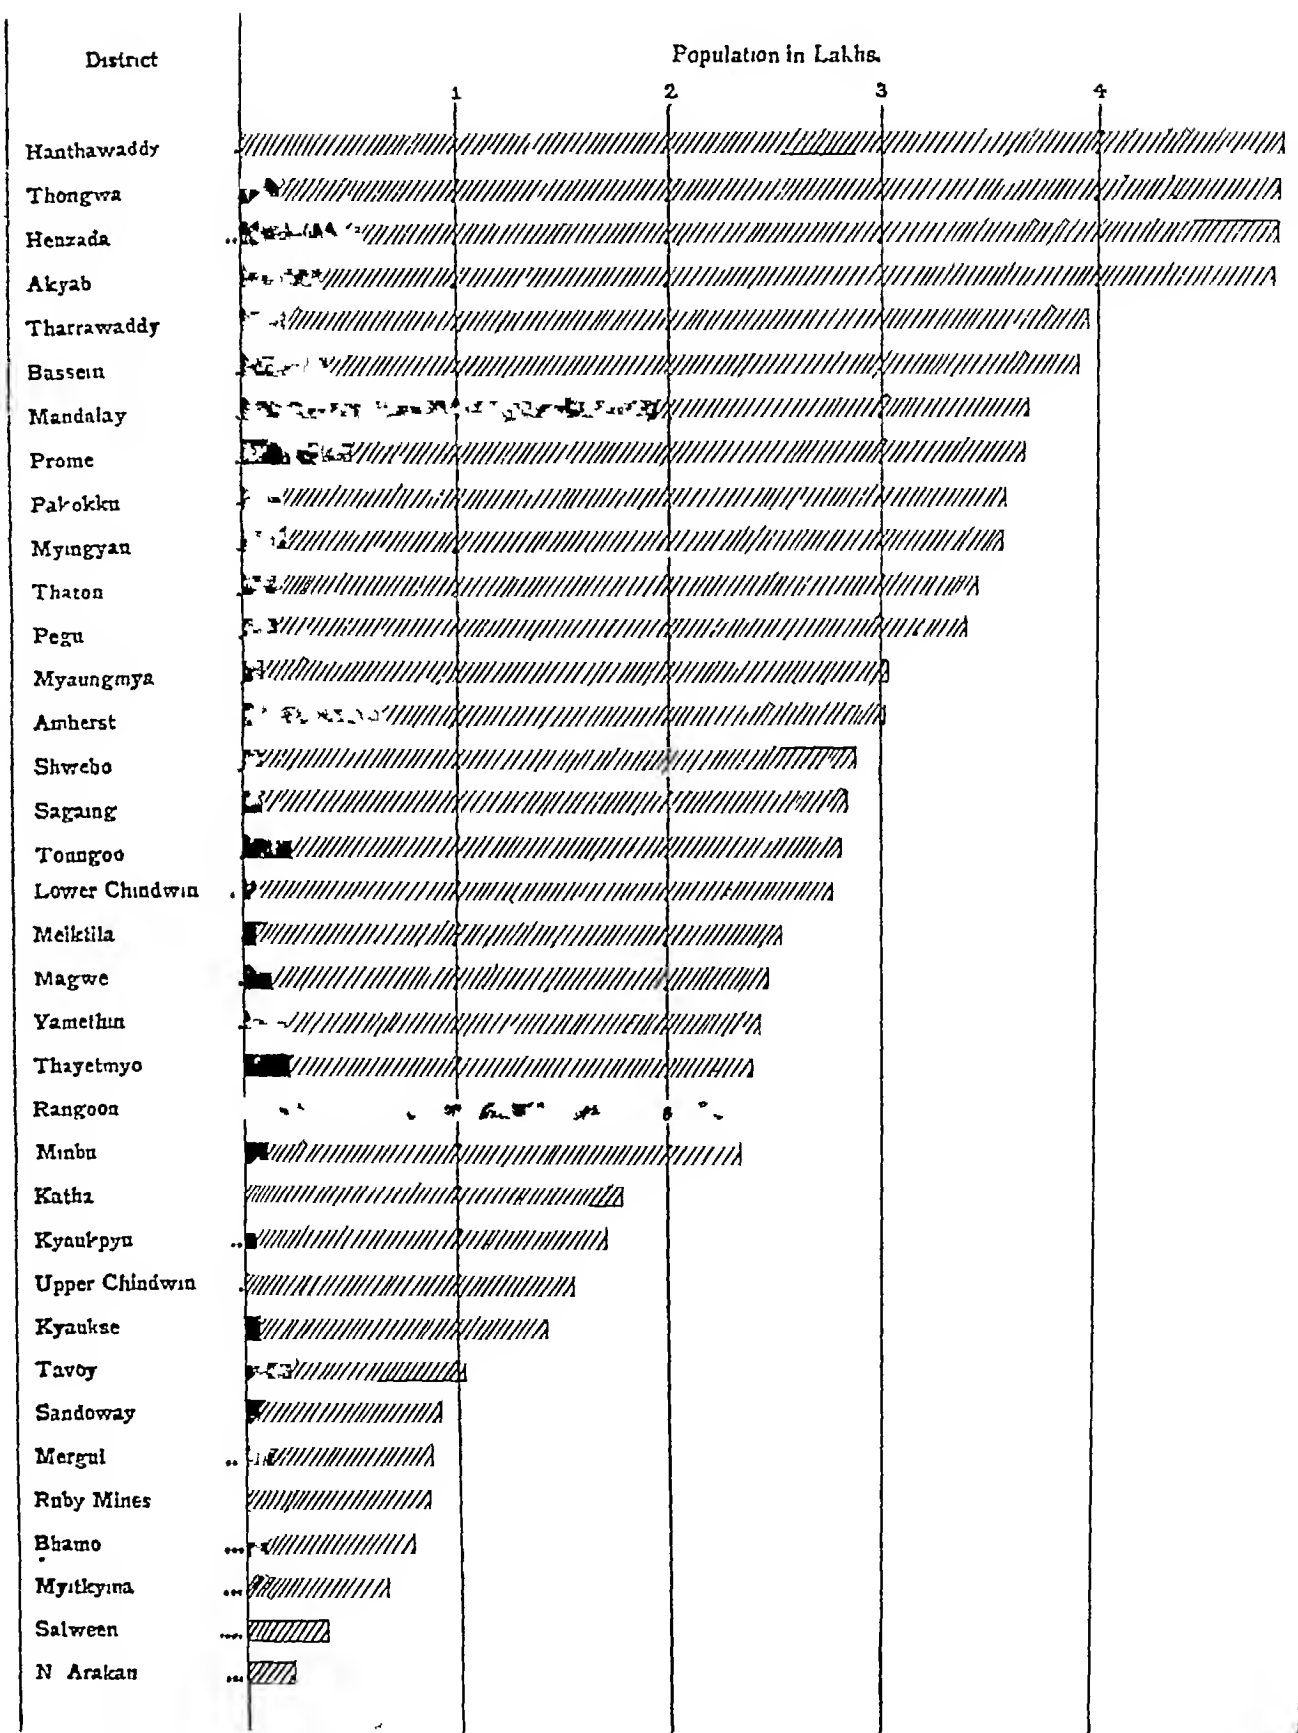 District
Population in Lakhs.
1 2 3 4
Hanthawaddy
Thongwa
Henzada
Akyab
Tharrawaddy
Bassein
Mandalay
Prome
Pakokku
Myingyan
Thaton
Pegu
Myaungmya
Amherst
Shwebo
Sagaing
Toungoo
Lower Chindwin
Meiktila
Magwe
Yamethin
Thayetmyo
Rangoon
Minbu
Katha
Kyaukpyu
Upper Chindwin
Kyaukse
Tavoy
Sandoway
Mergui
Ruby Mines
Bhamo
Myitkyina
Salween
N Arakan